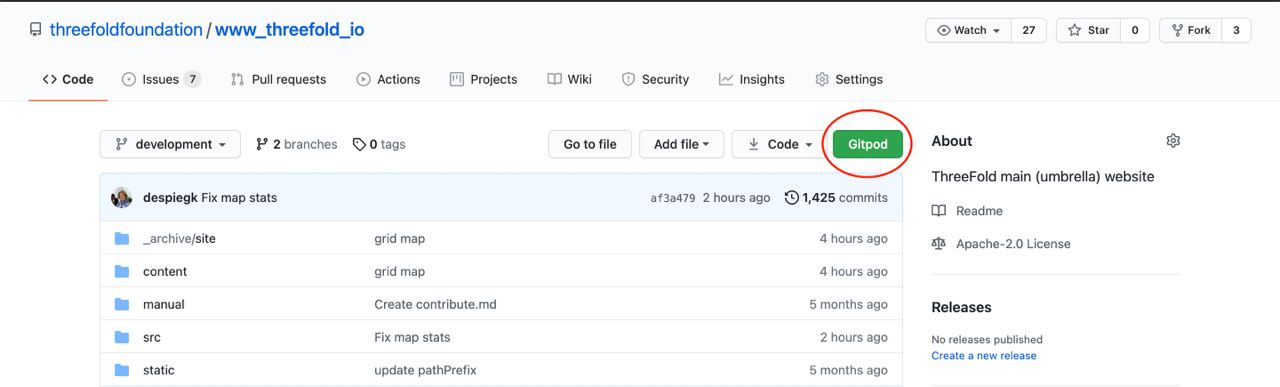 threefoldfoundation / www_threefold_io
Watch 27 Star 0 Fork 3
Code Issues 7 Pull requests Actions Projects Wiki Security Insights Settings
development 2 branches 0 tags Go to file Add file Code Gitpod
despiegk Fix map stats af3a479 2 hours ago 1,425 commits
_archive/site grid map 4 hours ago
content grid map 4 hours ago
manual Create contribute.md 5 months ago
src Fix map stats 2 hours ago
static update pathPrefix 5 months ago
About
ThreeFold main (umbrella) website
Readme
Apache-2.0 License
Releases
No releases published
Create a new release